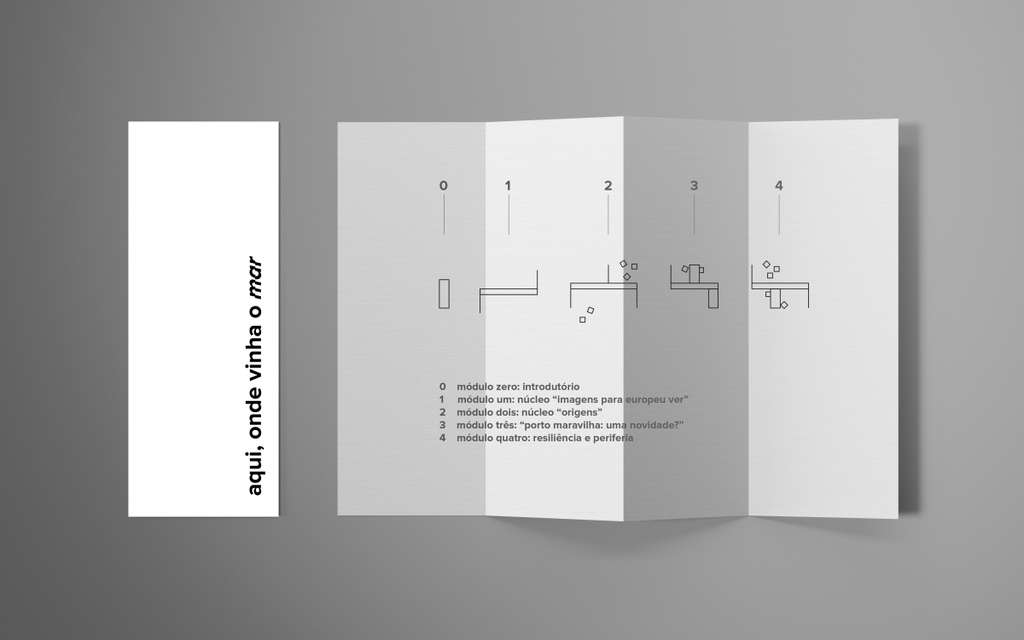 aqui, onde vinha o mar
0 1 2 3 4
0 módulo zero: introdutório
1 módulo um: núcleo “imagens para europeu ver”
2 módulo dois: núcleo “origens”
3 módulo três: “porto maravilha: uma novidade?”
4 módulo quatro: resiliência e periferia